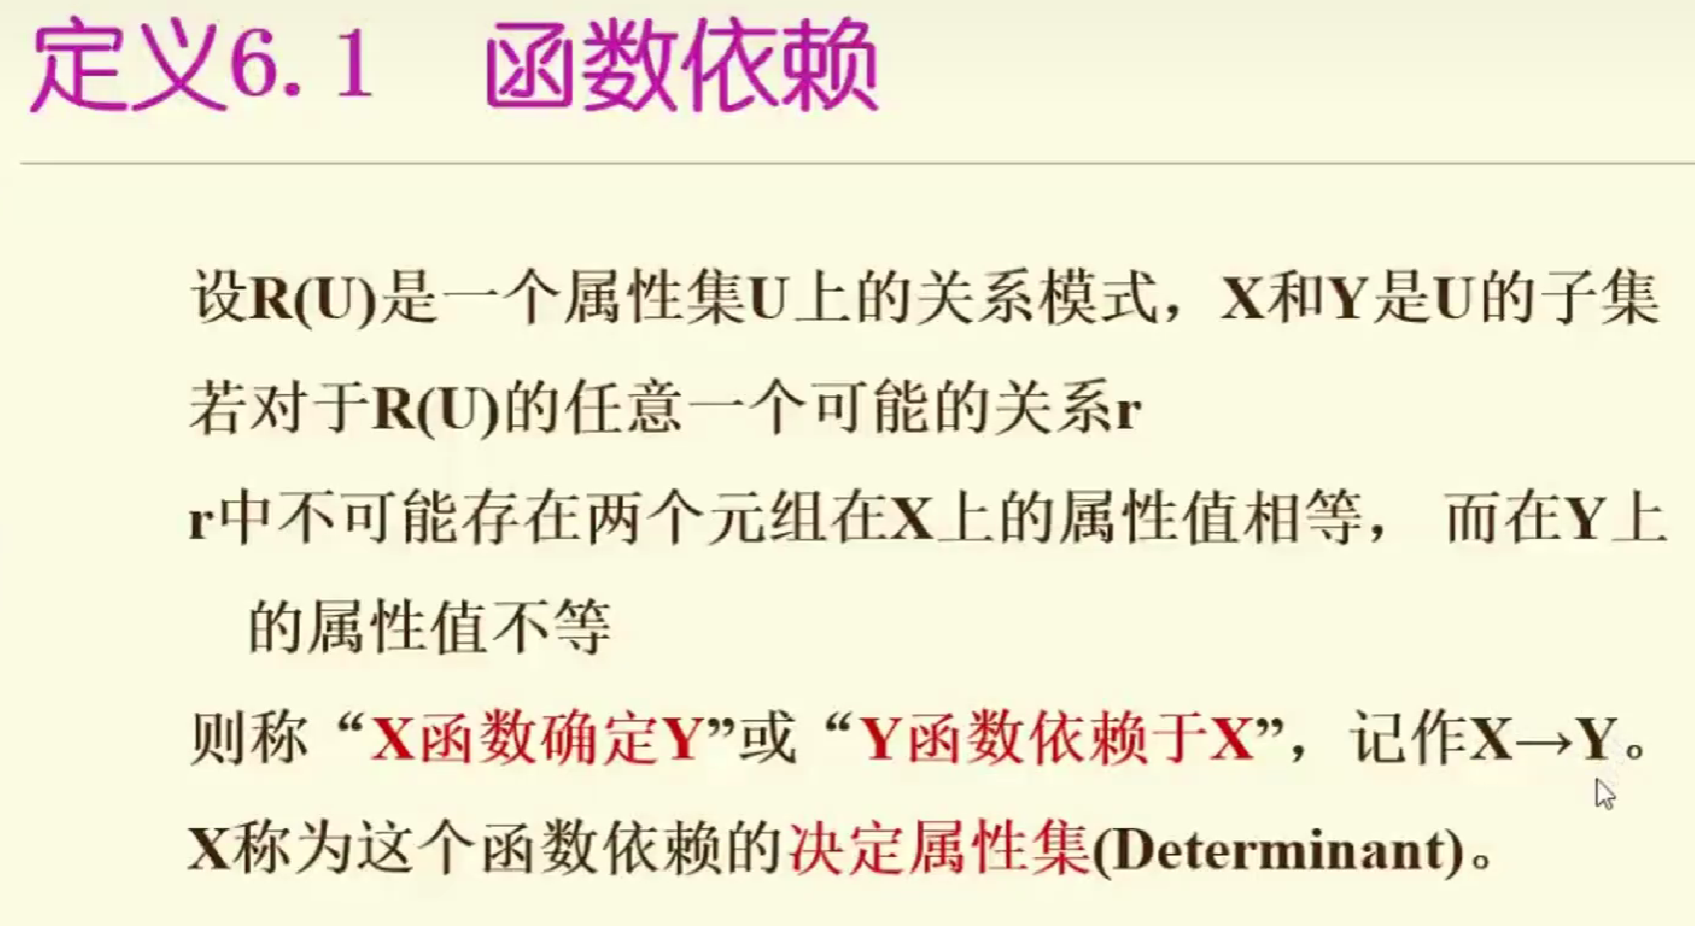 定义6.1 函数依赖
设R(U)是一个属性集U上的关系模式，X和Y是U的子集
若对于R(U)的任意一个可能的关系r
r中不可能存在两个元组在X上的属性值相等， 而在Y上
的属性值不等
则称“X函数确定Y”或“Y函数依赖于X”，记作X→Y。
X称为这个函数依赖的决定属性集(Determinant)。